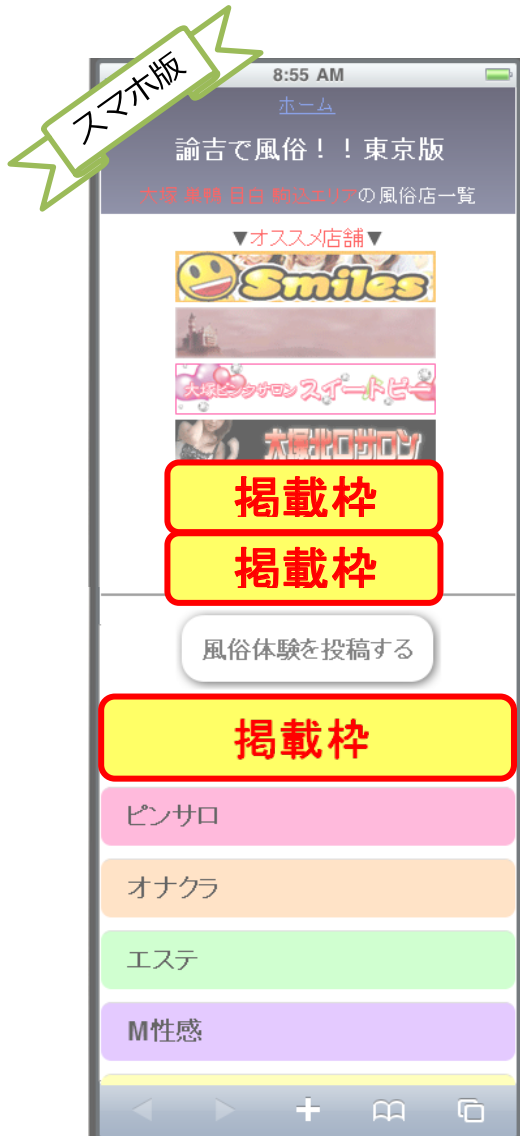 スマホ版
8:55 AM
ホーム
諭吉で風俗！！東京版
大塚・巣鴨・目白・駒込エリアの風俗店一覧
▼オススメ店舗▼
Smiles
大塚ピンクサロン スイートピー
大塚北口サロン
掲載枠
掲載枠
風俗体験を投稿する
掲載枠
ピンサロ
オナクラ
エステ
M性感